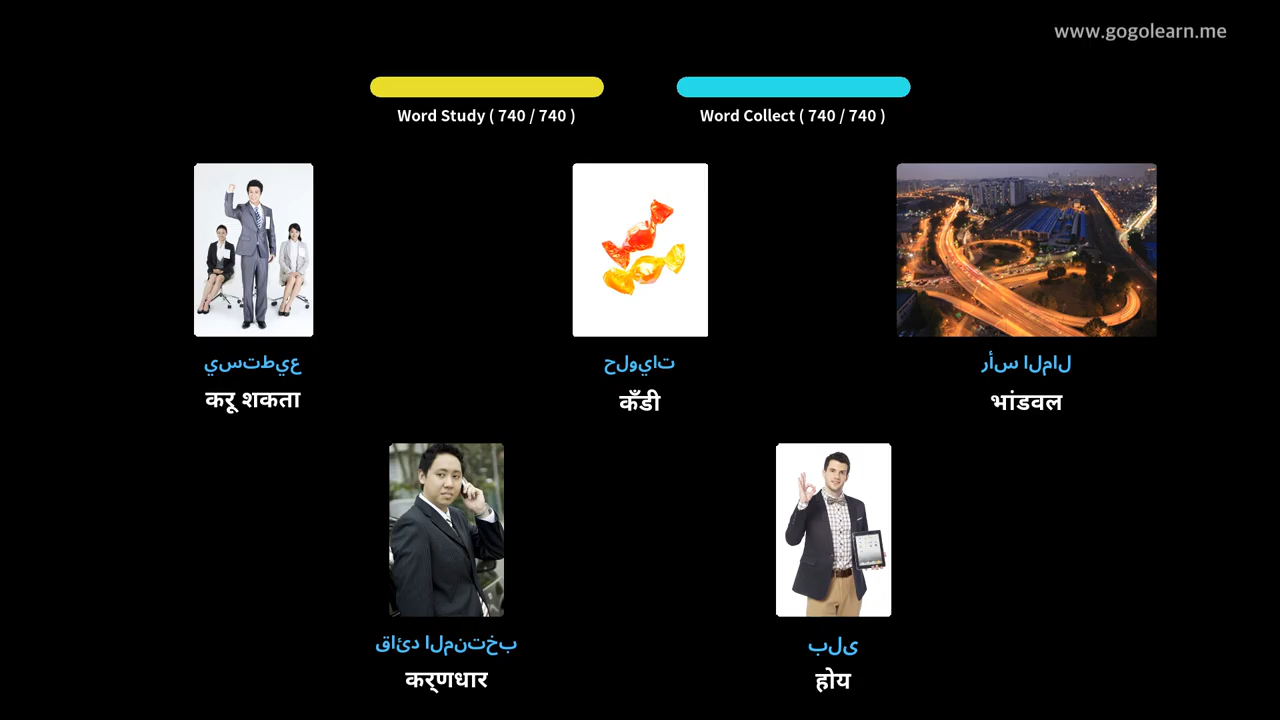 www.gogolearn.me
Word Study ( 740 / 740 )
Word Collect ( 740 / 740 )
يستطيع
حلويات
رأس المال
करू शकता
कँडी
भांडवल
قائد المنتخب
بلى
कर्णधार
होय